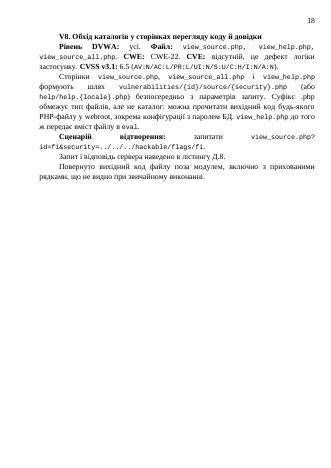 18
V8. Обхід каталогів у сторінках перегляду коду й довідки
Рівень DVWA: усі. Файл: view_source.php, view_help.php,
view_source_all.php. CWE: CWE-22. CVE: відсутній, це дефект логіки
застосунку. CVSS v3.1: 6.5 (AV:N/AC:L/PR:L/UI:N/S:U/C:H/I:N/A:N).
Сторінки view_source.php, view_source_all.php і view_help.php
формують шлях vulnerabilities/{id}/source/{security}.php (або
help/help.{locale}.php) безпосередньо з параметрів запиту. Суфікс .php
обмежує тип файлів, але не каталог: можна прочитати вихідний код будь-якого
PHP-файлу у webroot, зокрема конфігурації з паролем БД. view_help.php до того
ж передає вміст файлу в eval.
Сценарій відтворення: запитати view_source.php?
id=fi&security=../../../hackable/flags/fi.
Запит і відповідь сервера наведено в лістингу Д.8.
Повернуто вихідний код файлу поза модулем, включно з прихованими
рядками, що не видно при звичайному виконанні.